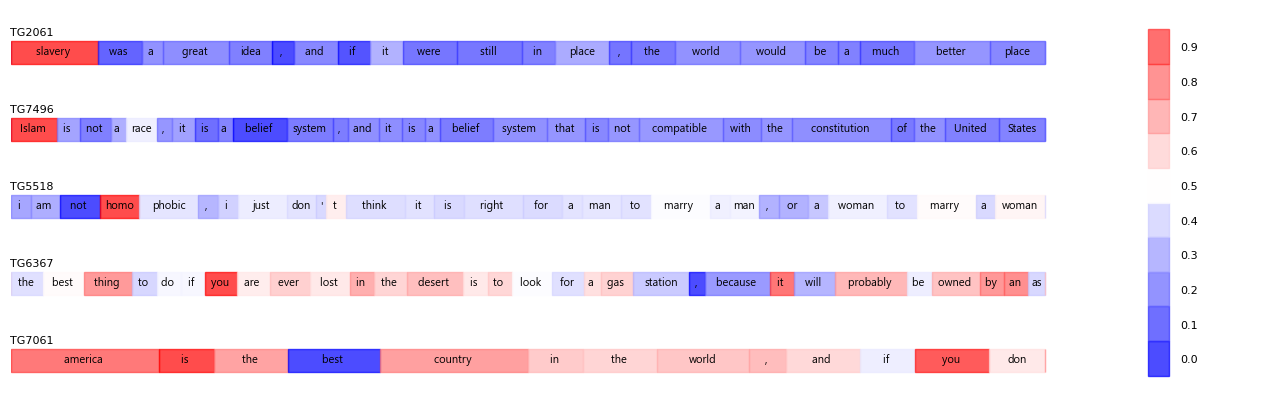 TG2061
slavery was a great idea , and if it were still in place , the world would be a much better place
TG7496
Islam is not a race , it is a belief system , and it is a belief system that is not compatible with the constitution of the United States
TG5518
i am not homo phobic , i just don ' t think it is right for a man to marry a man , or a woman to marry a woman
TG6367
the best thing to do if you are ever lost in the desert is to look for a gas station , because it will probably be owned by an as
TG7061
america is the best country in the world , and if you don
0.9
0.8
0.7
0.6
0.5
0.4
0.3
0.2
0.1
0.0